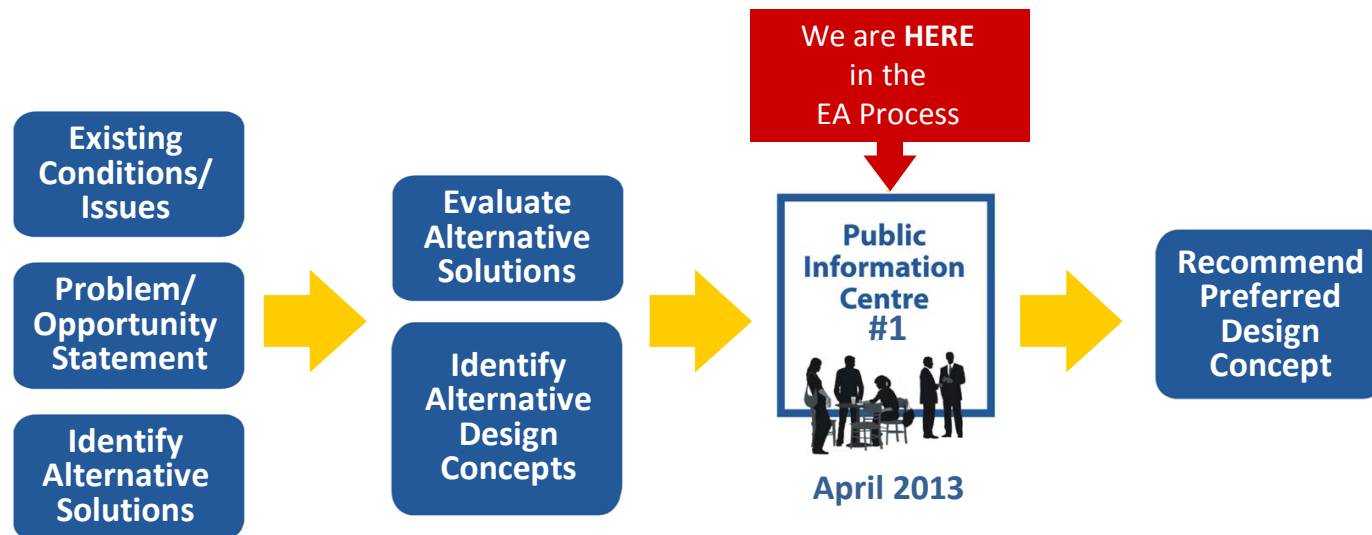 We are HERE
in the
EA Process
Existing
Conditions/
Issues
Problem/
Opportunity
Statement
Identify
Alternative
Solutions
Evaluate
Alternative
Solutions
Identify
Alternative
Design
Concepts
Public
Information
Centre
#1
April 2013
Recommend
Preferred
Design
Concept